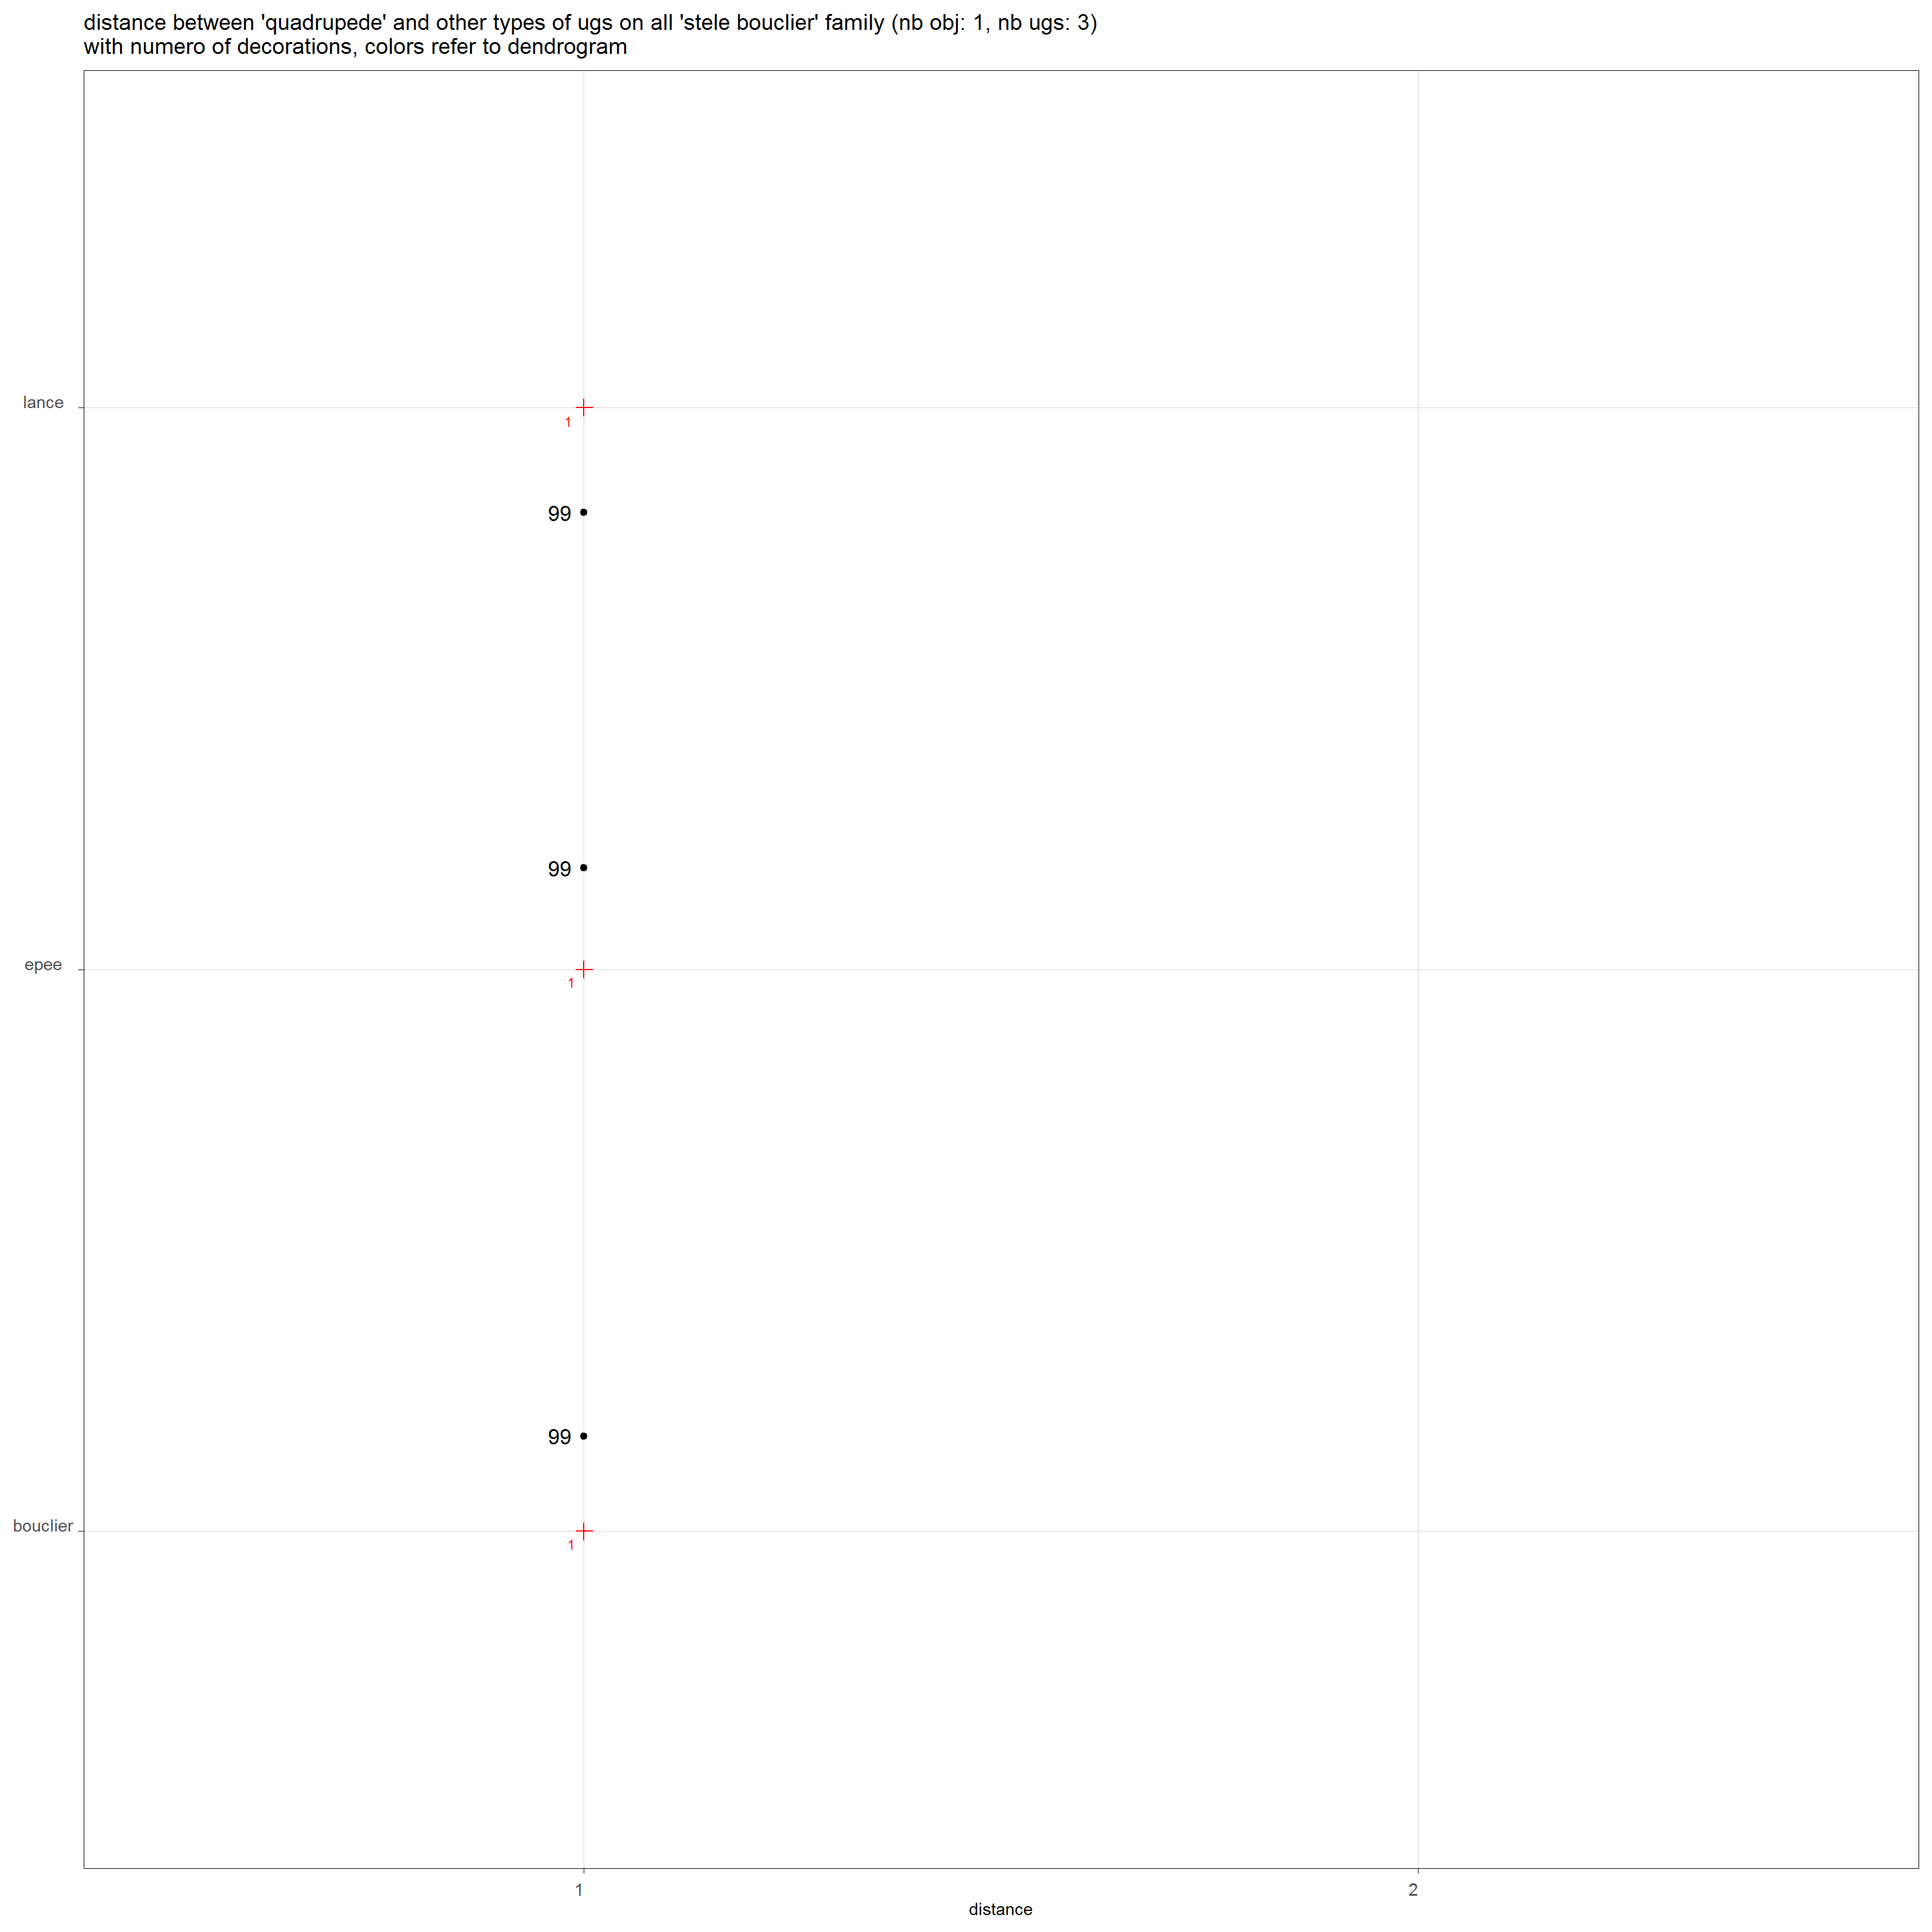 distance between 'quadrupede' and other types of ugs on all 'stele bouclier' family (nb obj: 1, nb ugs: 3)
with numero of decorations, colors refer to dendrogram
lance
1
99
99
epee
1
99
bouclier
1
1
2
distance